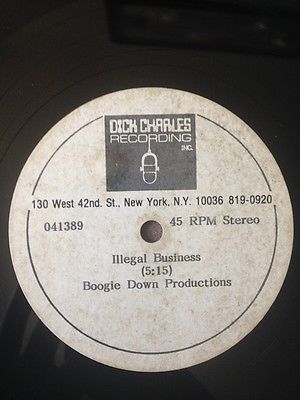 DICK CHARLES
RECORDING
INC.
130 West 42nd. St., New York, N.Y. 10036 819-0920
041389 45 RPM Stereo
Illegal Business
(5:15)
Boogie Down Productions